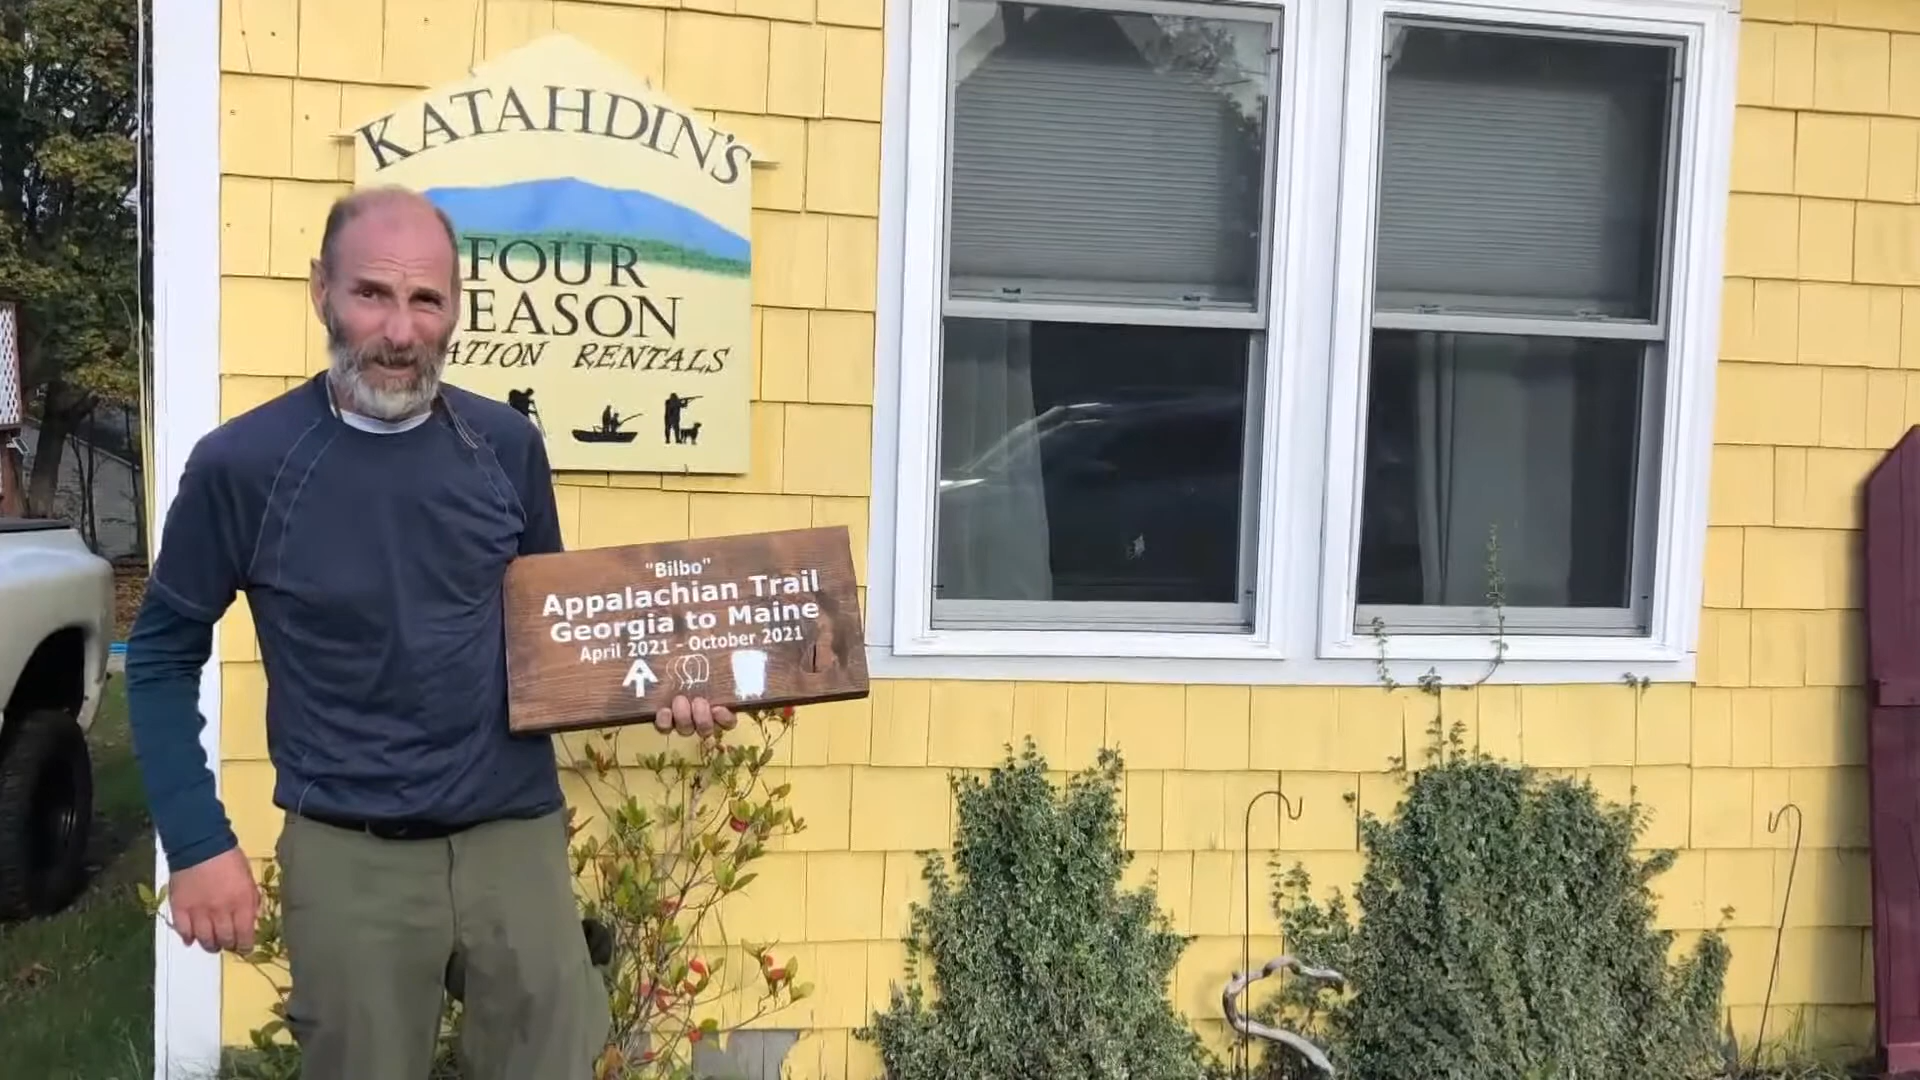 KATAHDIN'S
FOUR
EASON
ATION RENTALS
"Bilbo"
Appalachian Trail
Georgia to Maine
April 2021 - October 2021